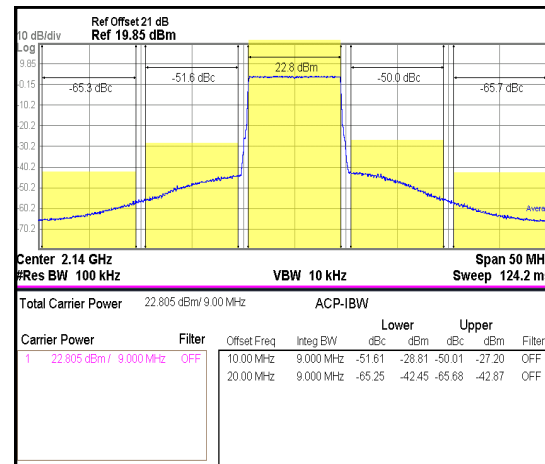 Ref Offset 21 dB
10 dB/div Ref 19.85 dBm
Log
9.85
-0.15
-10.2
-20.2
-30.2
-40.2
-50.2
-60.2
-70.2
-65.3 dBc
-51.6 dBc
22.8 dBm
-50.0 dBc
-65.7 dBc
Avera
Center 2.14 GHz Span 50 MH
#Res BW 100 kHz VBW 10 kHz Sweep 124.2 m
Total Carrier Power 22.805 dBm/ 9.00 MHz ACP-IBW
Lower Upper
Carrier Power Filter Offset Freq Integ BW dBc dBm dBc dBm Filter
1 22.805 dBm / 9.000 MHz OFF 10.00 MHz 9.000 MHz -51.61 -28.81 -50.01 -27.20 OFF
20.00 MHz 9.000 MHz -65.25 -42.45 -65.68 -42.87 OFF